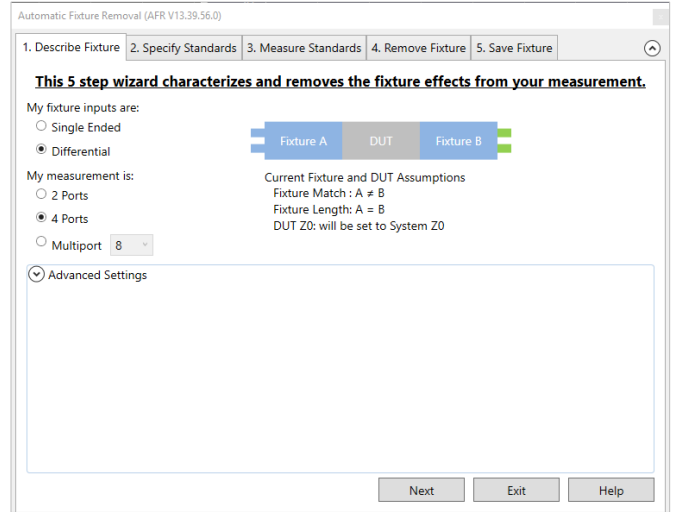 Automatic Fixture Removal (AFR V13.39.56.0)
1. Describe Fixture 2. Specify Standards 3. Measure Standards 4. Remove Fixture 5. Save Fixture
This 5 step wizard characterizes and removes the fixture effects from your measurement.
My fixture inputs are:
Single Ended
Differential
Fixture A DUT Fixture B
My measurement is:
2 Ports
4 Ports
Multiport 8
Current Fixture and DUT Assumptions
Fixture Match : A ≠ B
Fixture Length: A = B
DUT Z0: will be set to System Z0
Advanced Settings
Next Exit Help